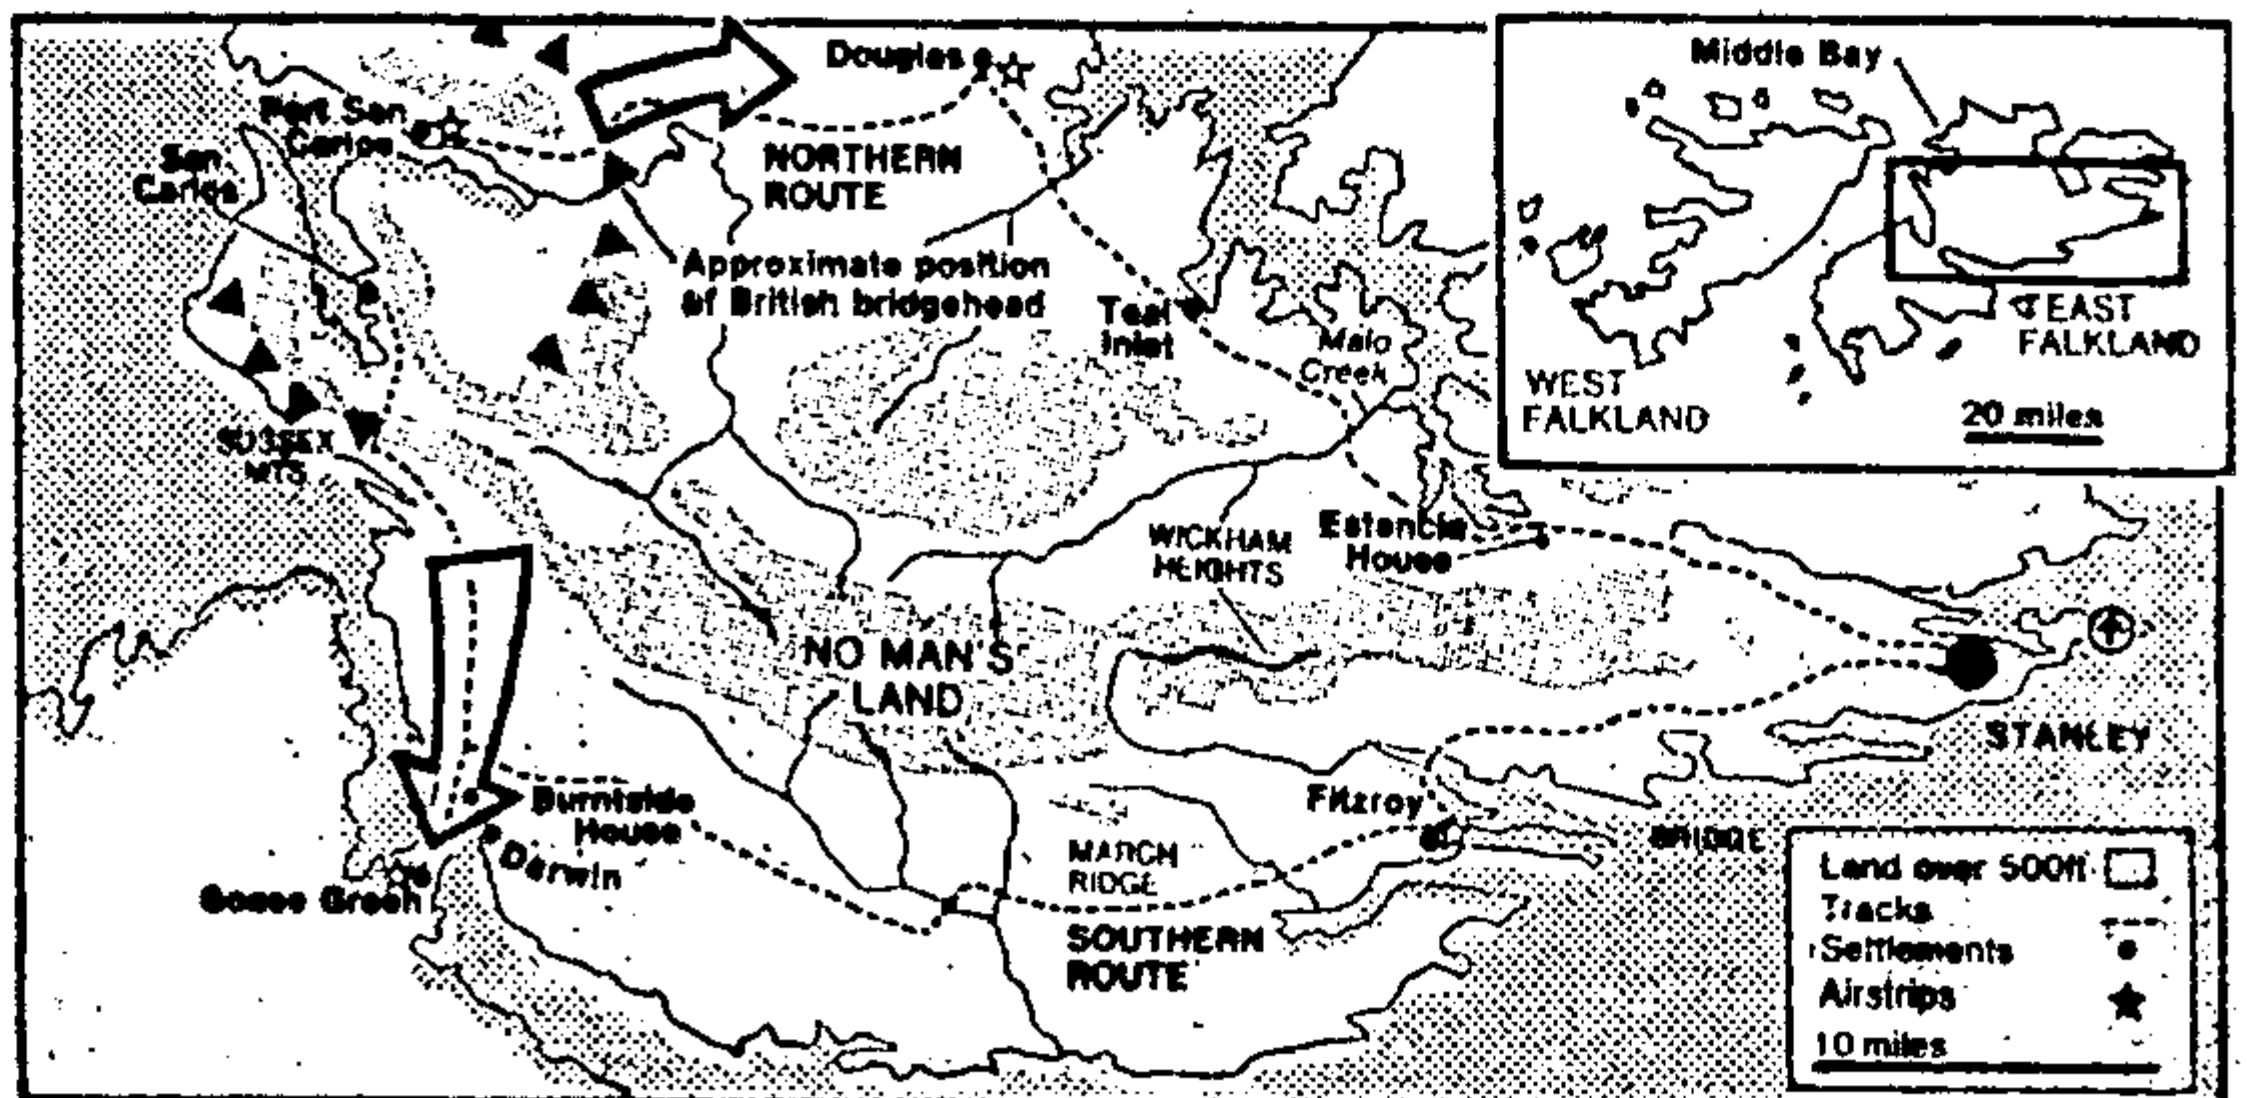 Douglas
Port San
Carlos
San
Carlos
NORTHERN
ROUTE
Approximate position
of British bridgehead
Teal
Inlet
Malo
Creek
SUSSEX
MTS
WICKHAM
HEIGHTS
Estancia
House
NO MAN'S
LAND
STANLEY
Burntside
House
Darwin
Goose Green
Fitzroy
BRIDGE
MARCH
RIDGE
SOUTHERN
ROUTE
Middle Bay
EAST
FALKLAND
WEST
FALKLAND
20 miles
Land over 500ft
Tracks
Settlements
Airstrips
10 miles